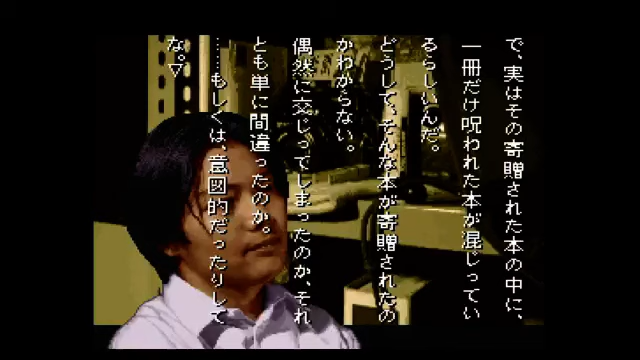 で、実はその寄贈された本の中に、
一冊だけ呪われた本が混じってい
るらしいんだ。
どうして、そんな本が寄贈されたの
かわからない。
偶然に交じってしまったのか、それ
とも単に間違ったのか。
……もしくは、意図的だったりして
な。▽